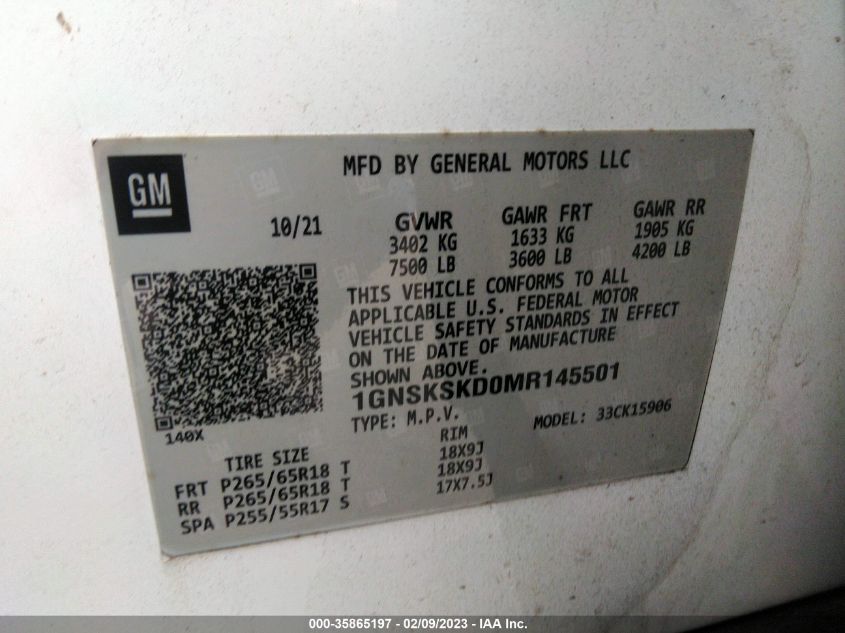 GM
MFD BY GENERAL MOTORS LLC
10/21 GVWR GAWR FRT GAWR RR
3402 KG 1633 KG 1905 KG
7500 LB 3600 LB 4200 LB
THIS VEHICLE CONFORMS TO ALL
APPLICABLE U.S. FEDERAL MOTOR
VEHICLE SAFETY STANDARDS IN EFFECT
ON THE DATE OF MANUFACTURE
SHOWN ABOVE.
1GNSKSKD0MR145501
TYPE: M.P.V. MODEL: 33CK15906
140X
TIRE SIZE RIM
FRT P265/65R18 T 18X9J
RR P265/65R18 T 18X9J
SPA P255/55R17 S 17X7.5J
000-35865197 - 02/09/2023 - IAA Inc.